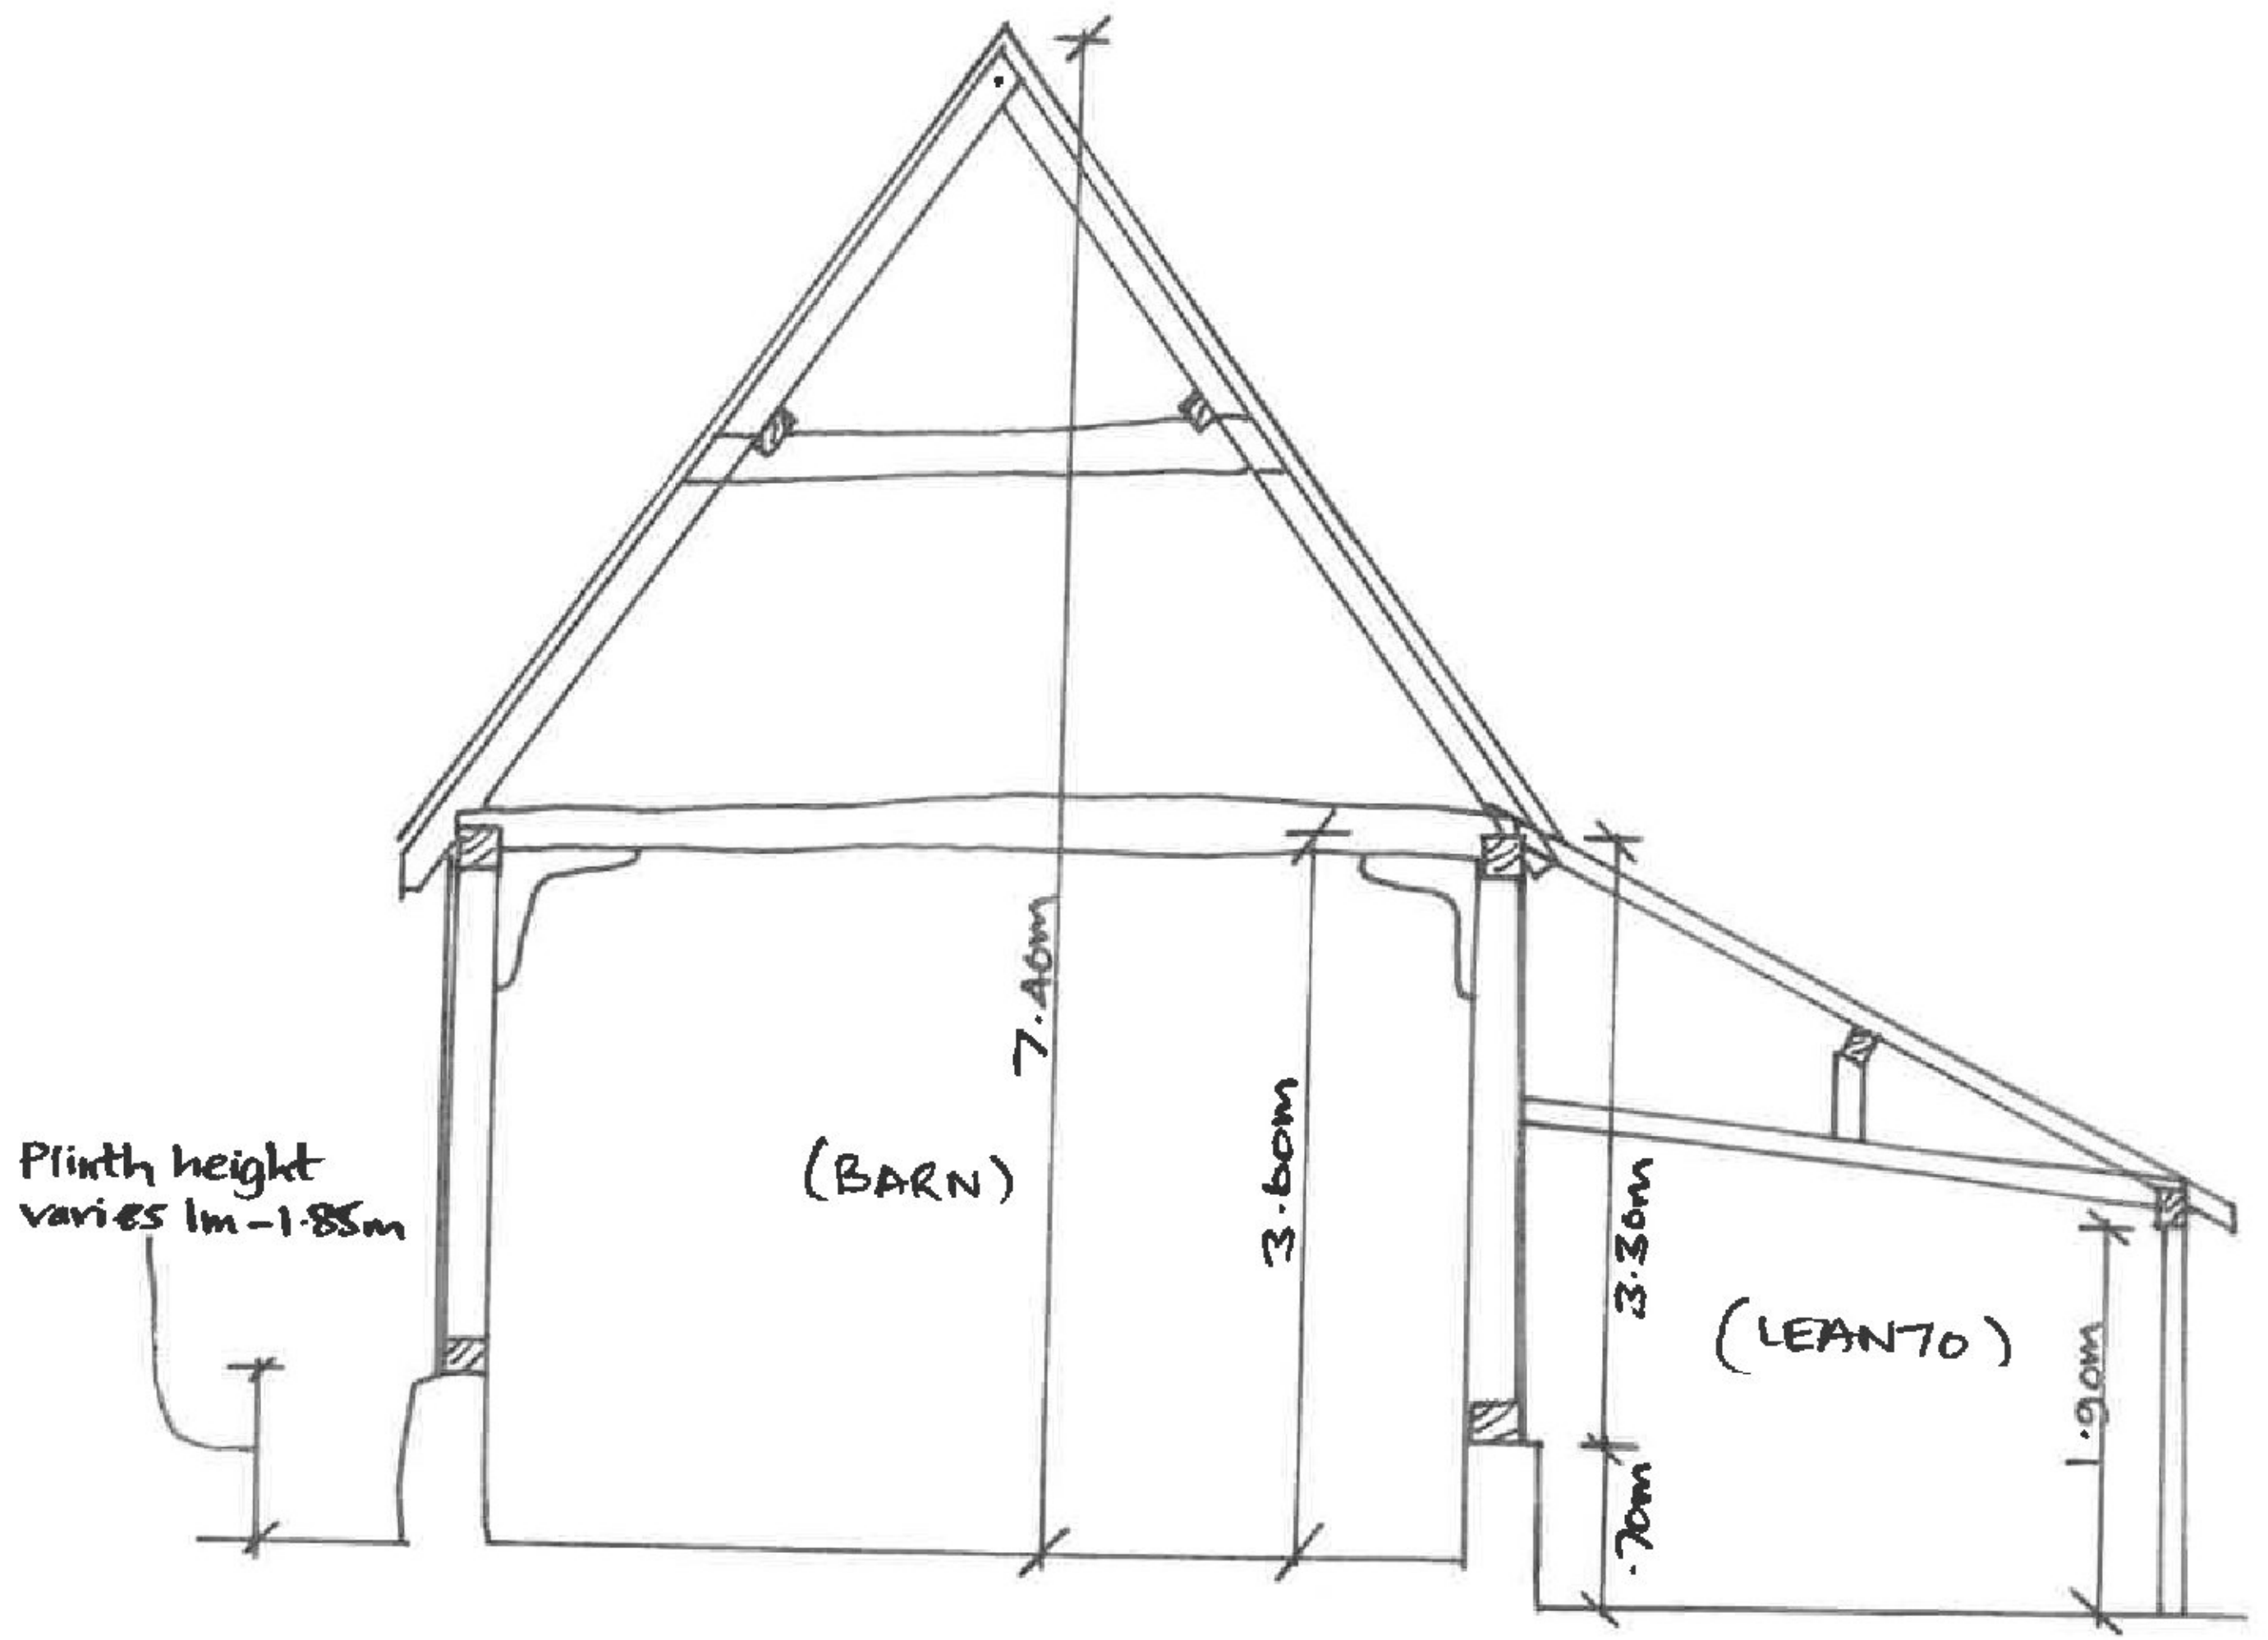 Plinth height
varies 1m-1.85m
(BARN)
7.40m
3.60m
3.30m
.70m
(LEANTO)
1.90m